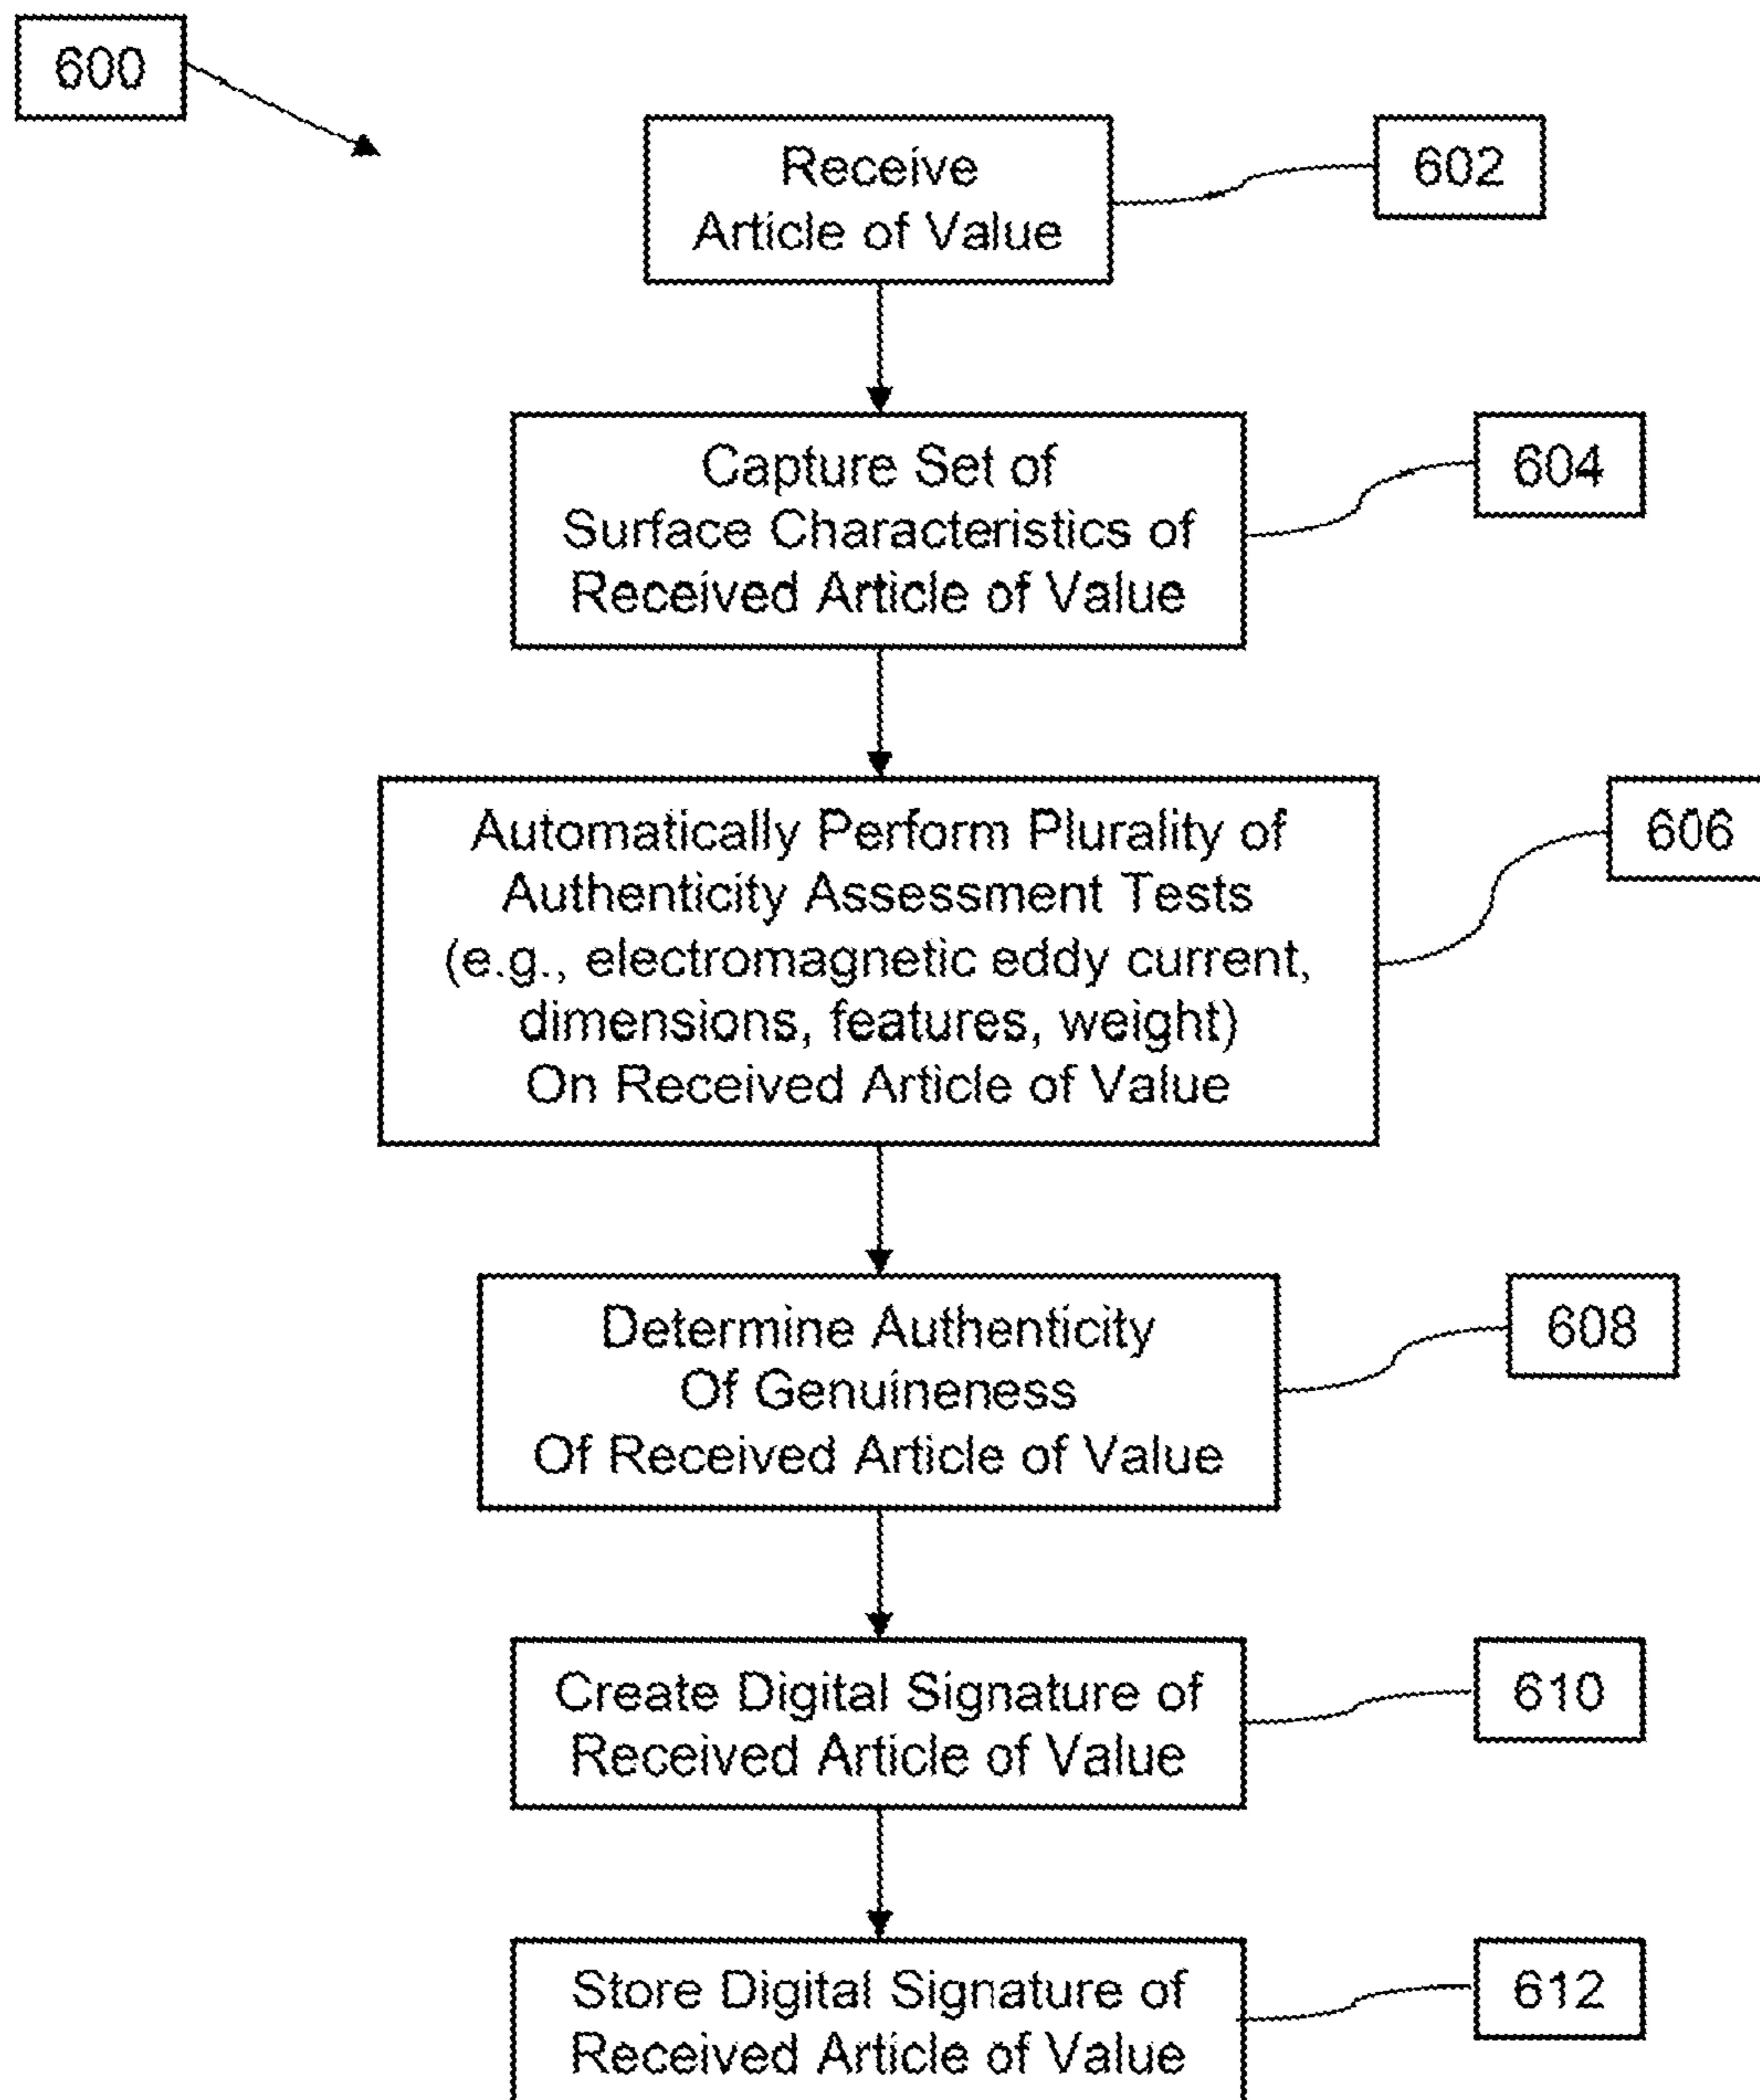 600
Receive
Article of Value
602
Capture Set of
Surface Characteristics of
Received Article of Value
604
Automatically Perform Plurality of
Authenticity Assessment Tests
(e.g., electromagnetic eddy current,
dimensions, features, weight)
On Received Article of Value
606
Determine Authenticity
Of Genuineness
Of Received Article of Value
608
Create Digital Signature of
Received Article of Value
610
Store Digital Signature of
Received Article of Value
612